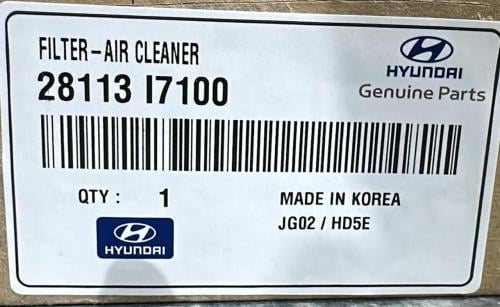 FILTER-AIR CLEANER
28113 I7100
HYUNDAI
Genuine Parts
QTY : 1
MADE IN KOREA
JG02 / HD5E
HYUNDAI